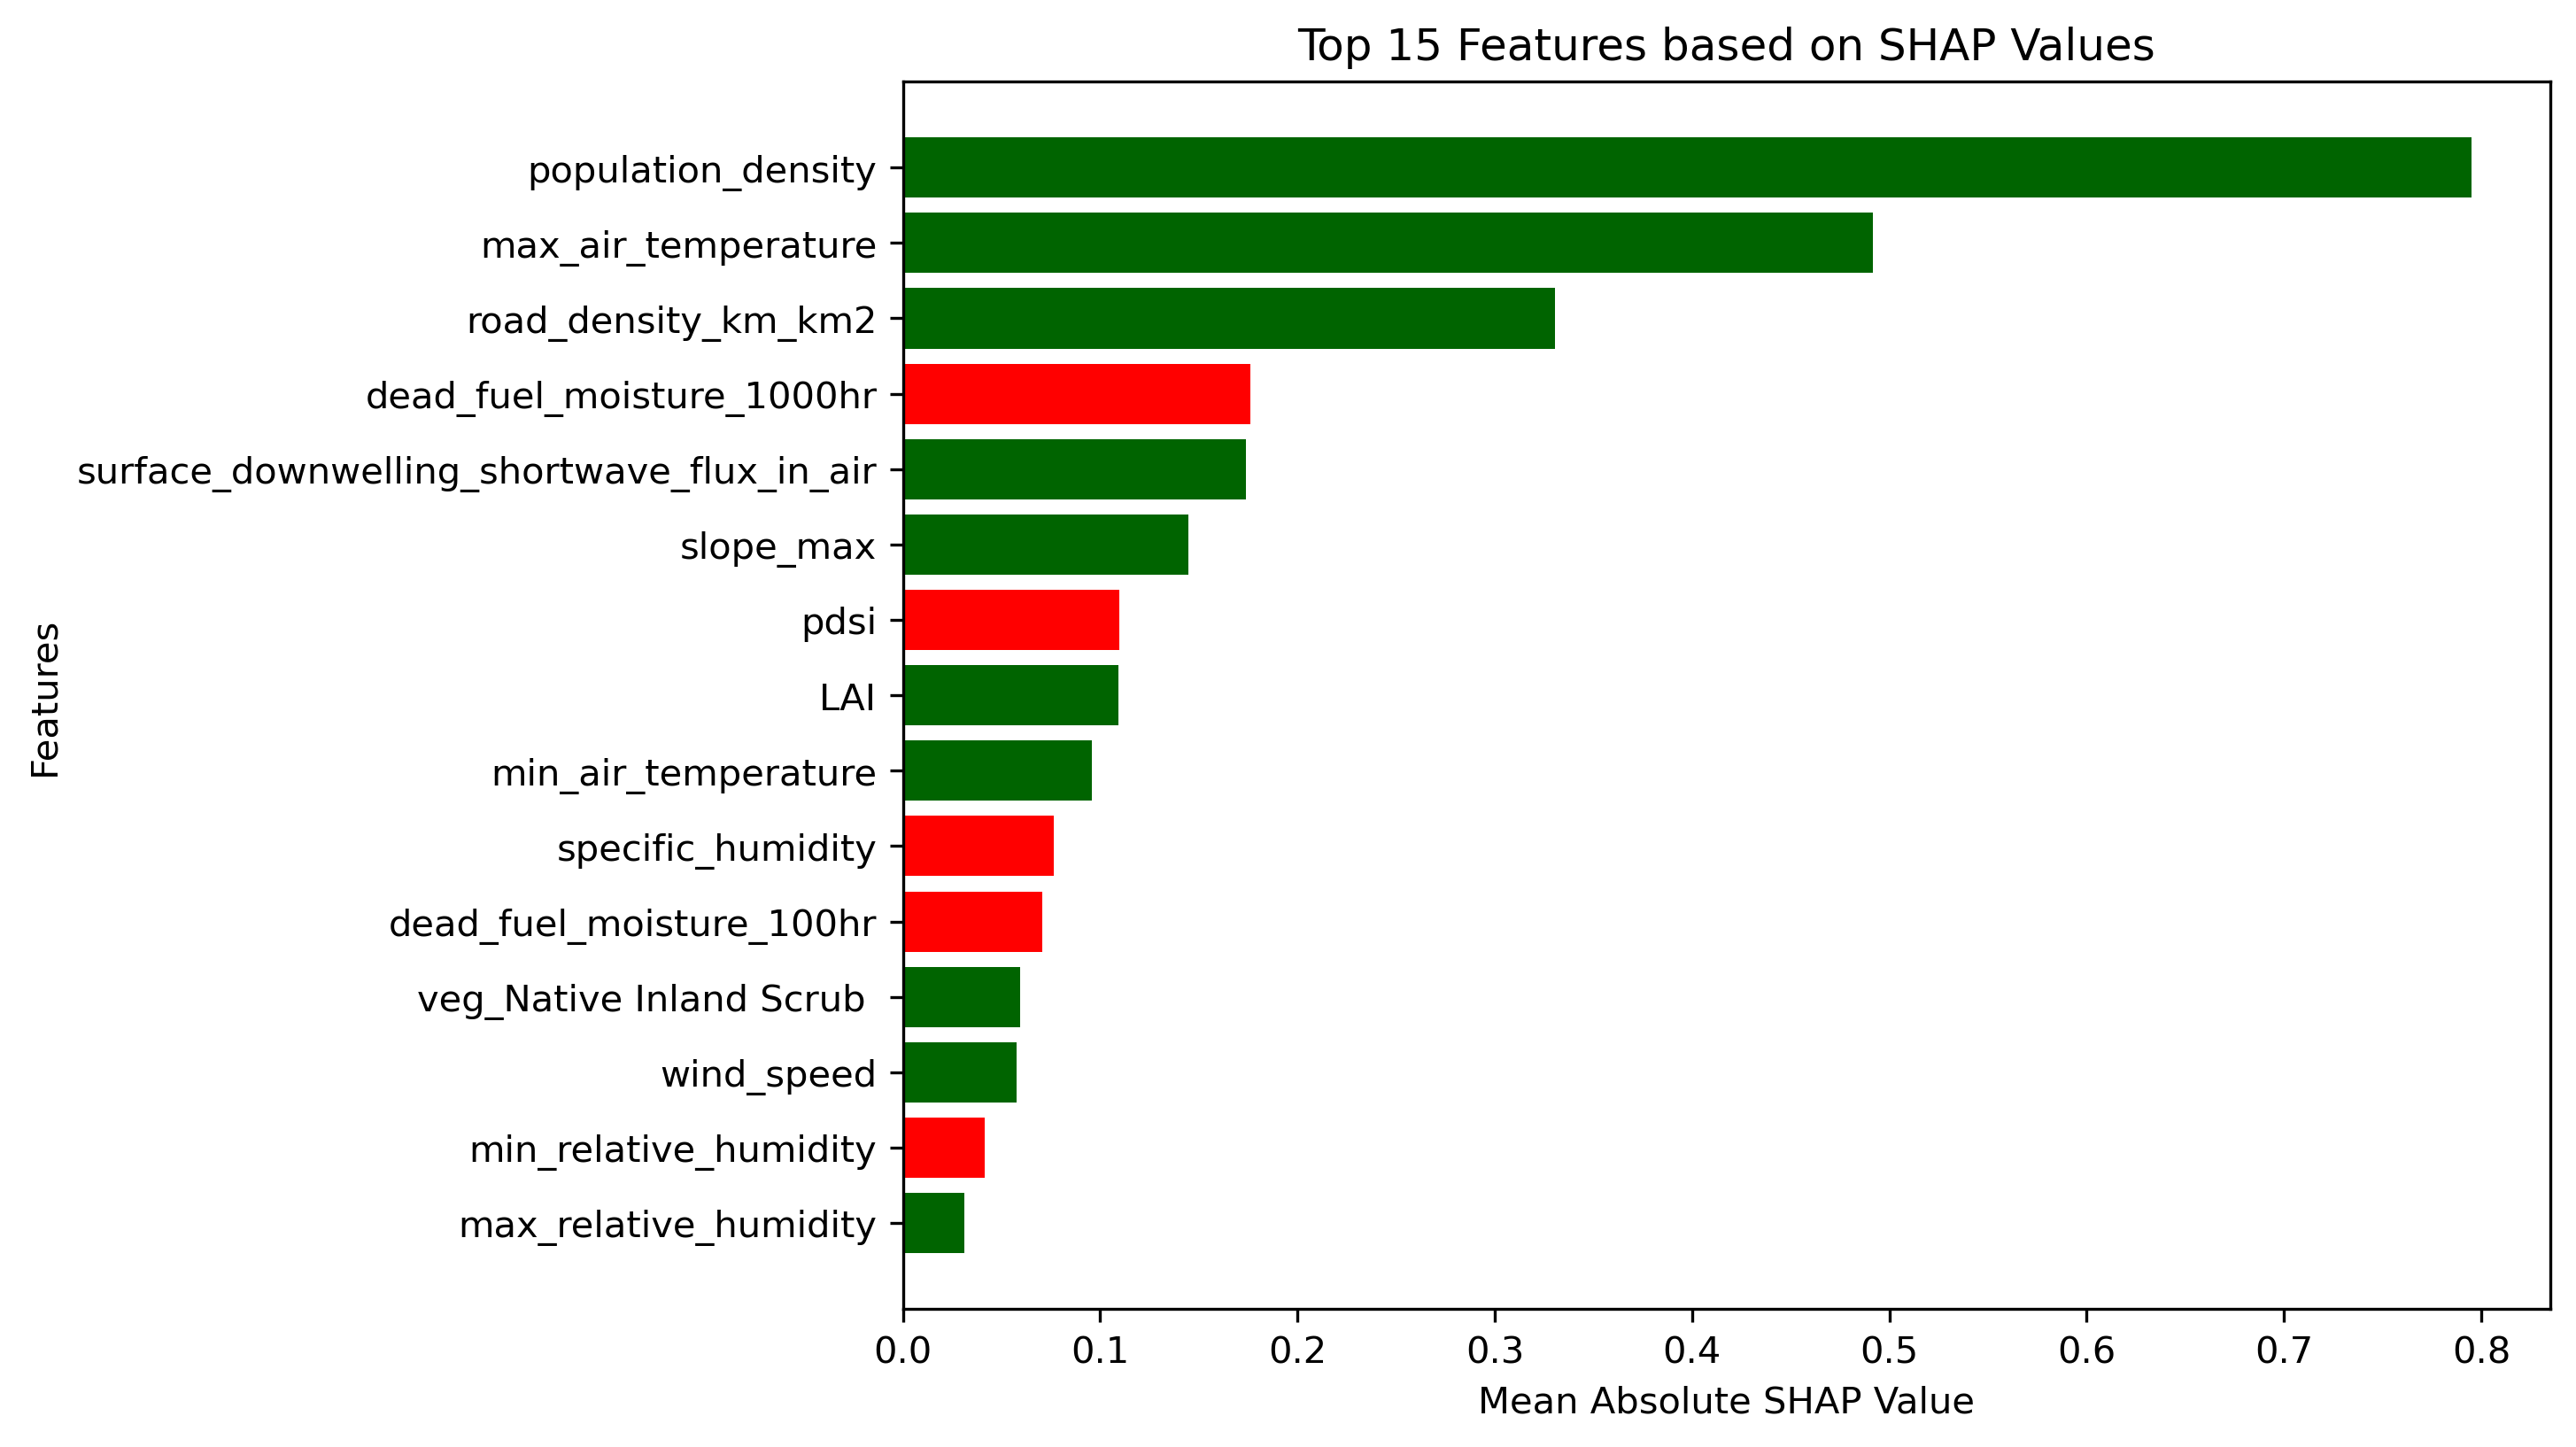 Top 15 Features based on SHAP Values
population_density
max_air_temperature
road_density_km_km2
dead_fuel_moisture_1000hr
surface_downwelling_shortwave_flux_in_air
slope_max
pdsi
LAI
min_air_temperature
specific_humidity
dead_fuel_moisture_100hr
veg_Native Inland Scrub
wind_speed
min_relative_humidity
max_relative_humidity
Features
0.0 0.1 0.2 0.3 0.4 0.5 0.6 0.7 0.8
Mean Absolute SHAP Value